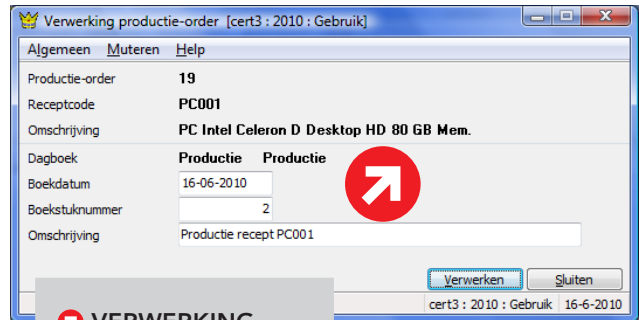 Verwerking productie-order [cert3 : 2010 : Gebruik]
Algemeen Muteren Help
Productie-order 19
Receptcode PC001
Omschrijving PC Intel Celeron D Desktop HD 80 GB Mem.
Dagboek Productie Productie
Boekdatum 16-06-2010
Boekstuknummer 2
Omschrijving Productie recept PC001
Verwerken Sluiten
cert3 : 2010 : Gebruik 16-6-2010
VERWERKING